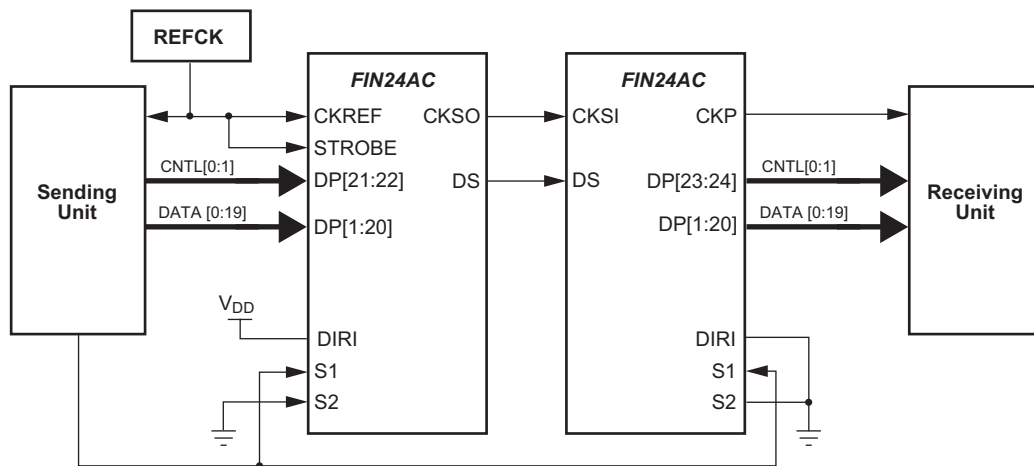 REFCK
FIN24AC
FIN24AC
CKREF
CKSO
CKSI
CKP
STROBE
CNTL[0:1]
DP[21:22]
DS
DS
DP[23:24]
CNTL[0:1]
Sending
Unit
Receiving
Unit
DATA [0:19]
DP[1:20]
DP[1:20]
DATA [0:19]
VDD
DIRI
DIRI
S1
S1
S2
S2